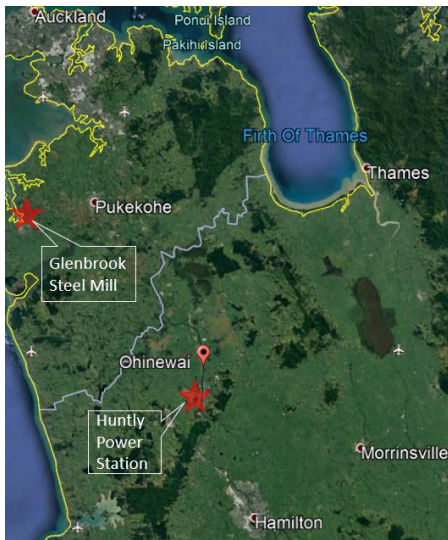 Auckland
Ponui Island
Pakihi Island
Firth Of Thames
Thames
Pukekohe
Glenbrook
Steel Mill
Ohinewai
Huntly
Power
Station
Morrinsville
Hamilton